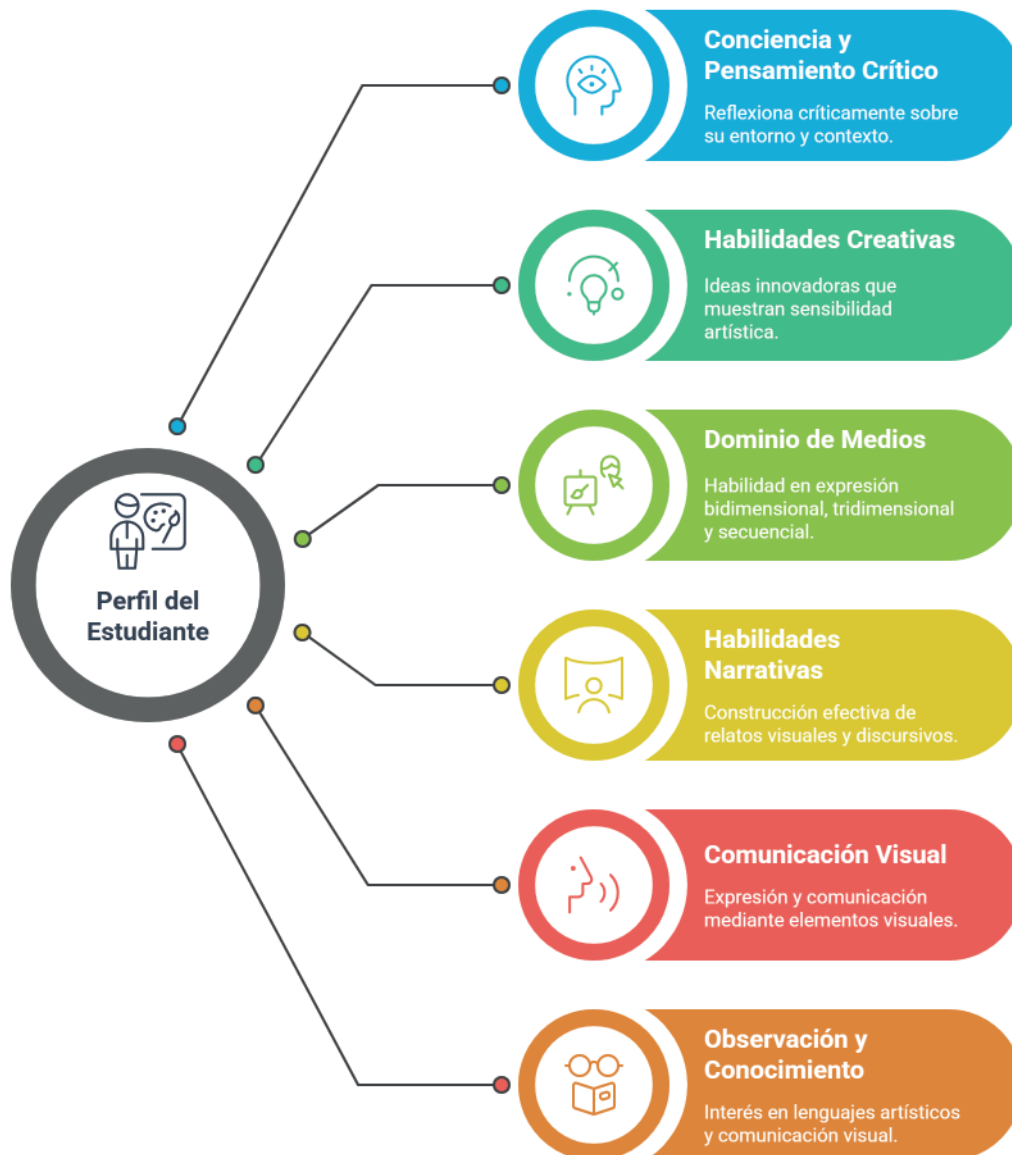 Conciencia y
Pensamiento Crítico
Reflexiona críticamente sobre
su entorno y contexto.
Habilidades Creativas
Ideas innovadoras que
muestran sensibilidad
artística.
Dominio de Medios
Habilidad en expresión
bidimensional, tridimensional
y secuencial.
Perfil del
Estudiante
Habilidades
Narrativas
Construcción efectiva de
relatos visuales y discursivos.
Comunicación Visual
Expresión y comunicación
mediante elementos visuales.
Observación y
Conocimiento
Interés en lenguajes artísticos
y comunicación visual.